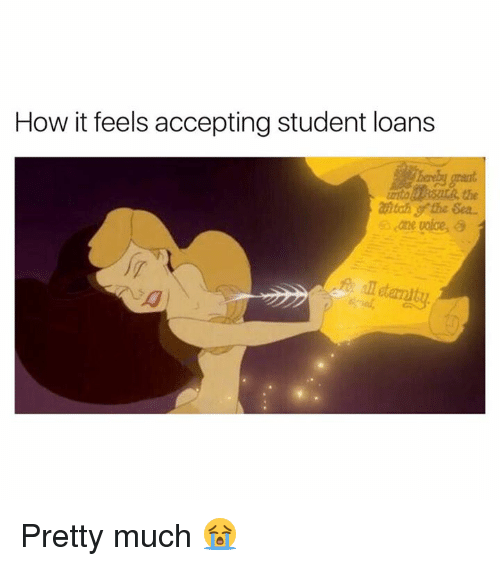 How it feels accepting student loans
hereby grant
unto URSULA, the
Witch of the Sea
one voice,
for all eternity.
Pretty much 😭